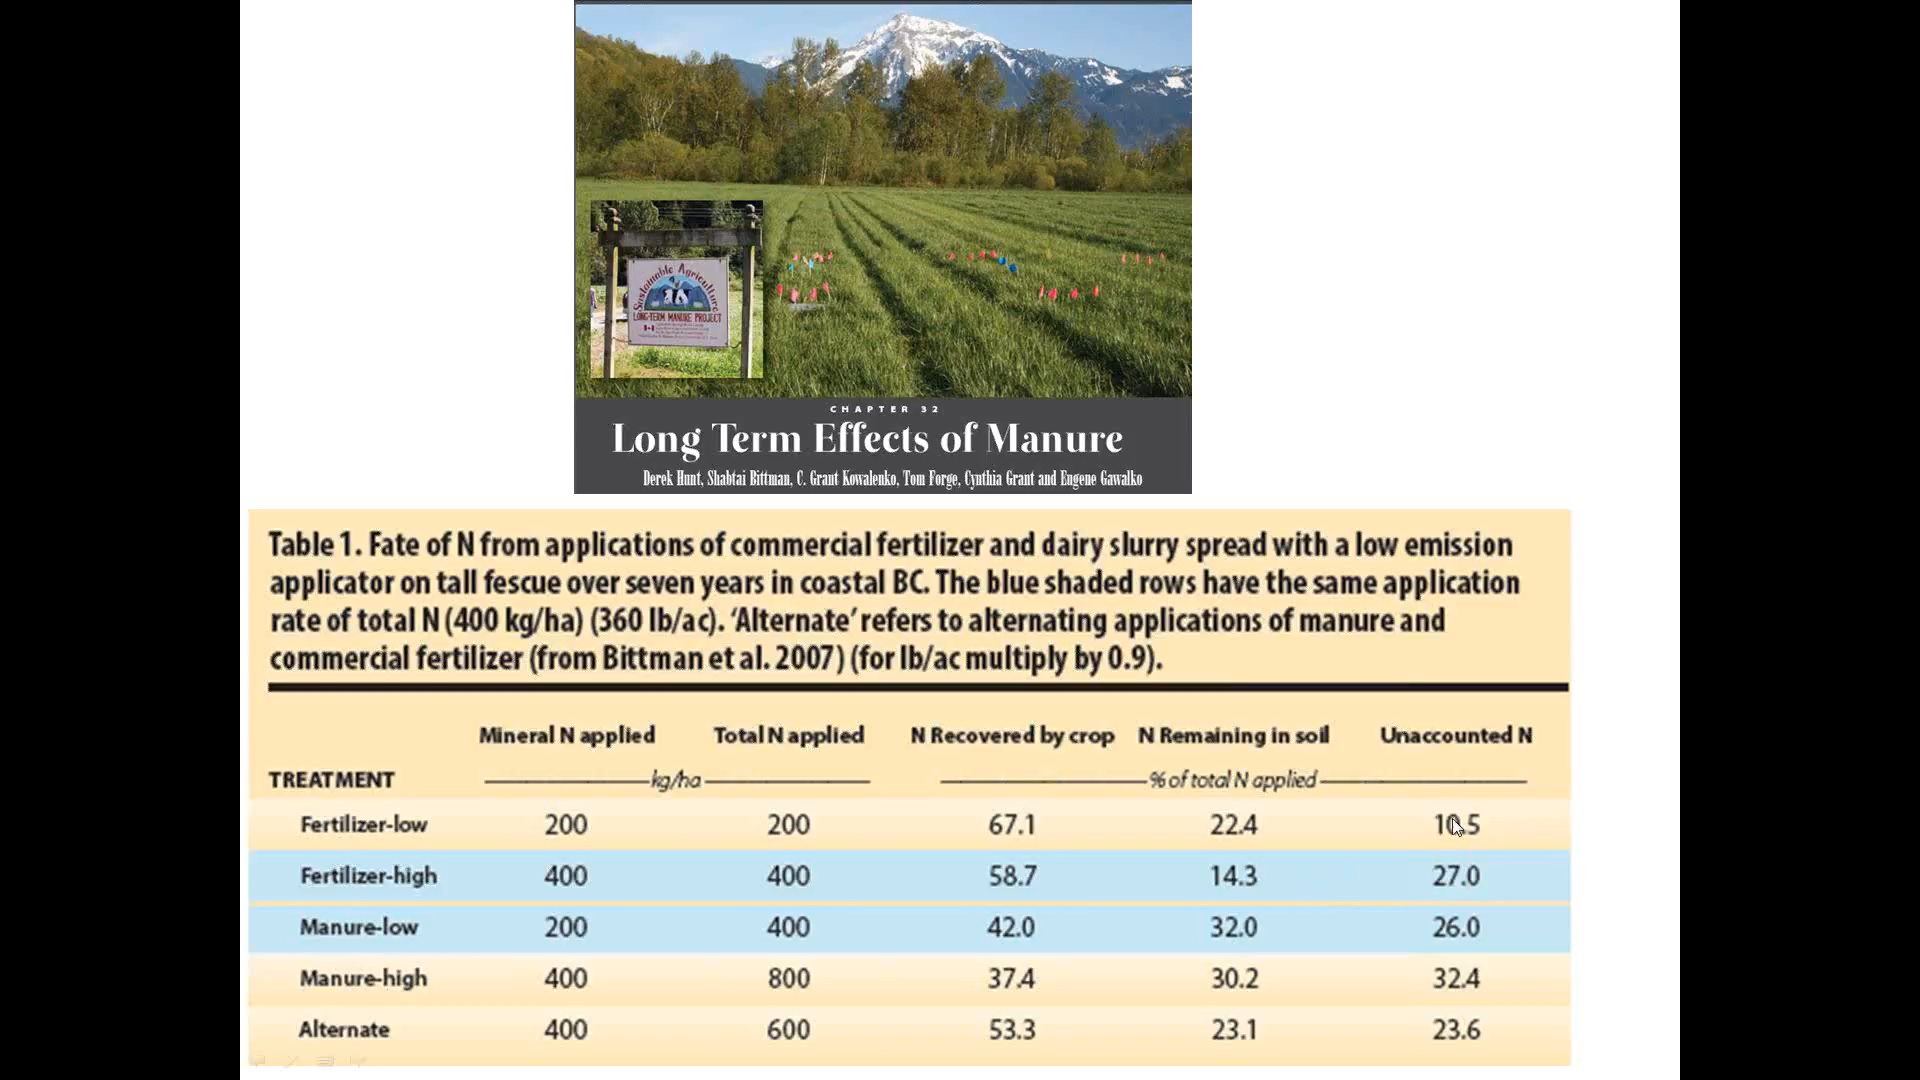 Sustainable Agriculture
LONG-TERM MANURE PROJECT
CHAPTER 32
Long Term Effects of Manure
Derek Hunt, Shabtai Bittman, C. Grant Kowalenko, Tom Forge, Cynthia Grant and Eugene Gawalko
Table 1. Fate of N from applications of commercial fertilizer and dairy slurry spread with a low emission
applicator on tall fescue over seven years in coastal BC. The blue shaded rows have the same application
rate of total N (400 kg/ha) (360 lb/ac). ‘Alternate’ refers to alternating applications of manure and
commercial fertilizer (from Bittman et al. 2007) (for lb/ac multiply by 0.9).
Mineral N applied Total N applied N Recovered by crop N Remaining in soil Unaccounted N
TREATMENT kg/ha % of total N applied
Fertilizer-low 200 200 67.1 22.4 10.5
Fertilizer-high 400 400 58.7 14.3 27.0
Manure-low 200 400 42.0 32.0 26.0
Manure-high 400 800 37.4 30.2 32.4
Alternate 400 600 53.3 23.1 23.6